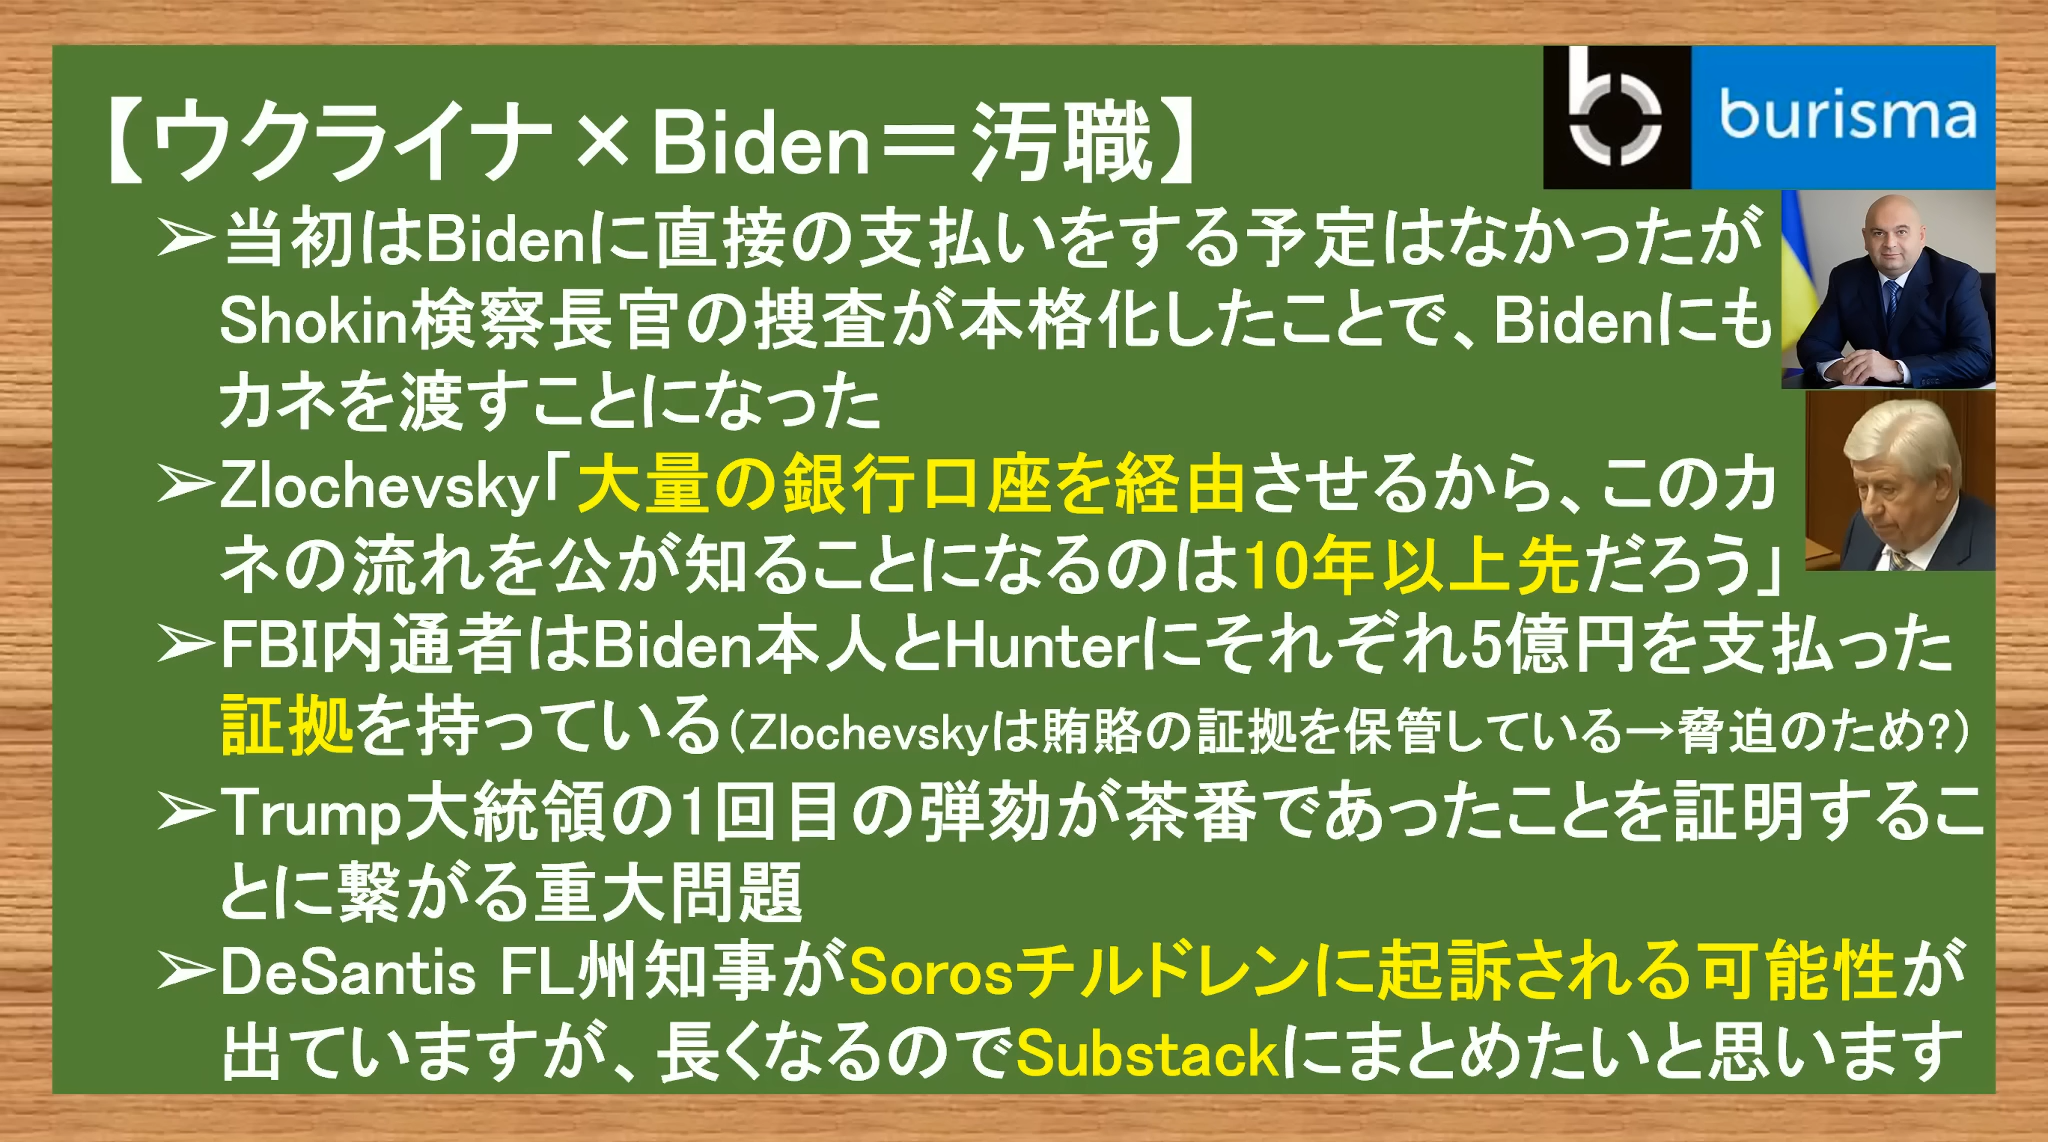 【ウクライナ×Biden＝汚職】
burisma
➢当初はBidenに直接の支払いをする予定はなかったが
Shokin検察長官の捜査が本格化したことで、Bidenにも
カネを渡すことになった
➢Zlochevsky「大量の銀行口座を経由させるから、このカ
ネの流れを公が知ることになるのは10年以上先だろう」
➢FBI内通者はBiden本人とHunterにそれぞれ5億円を支払った
証拠を持っている（Zlochevskyは賄賂の証拠を保管している→脅迫のため？）
➢Trump大統領の1回目の弾劾が茶番であったことを証明するこ
とに繋がる重大問題
➢DeSantis FL州知事がSorosチルドレンに起訴される可能性が
出ていますが、長くなるのでSubstackにまとめたいと思います